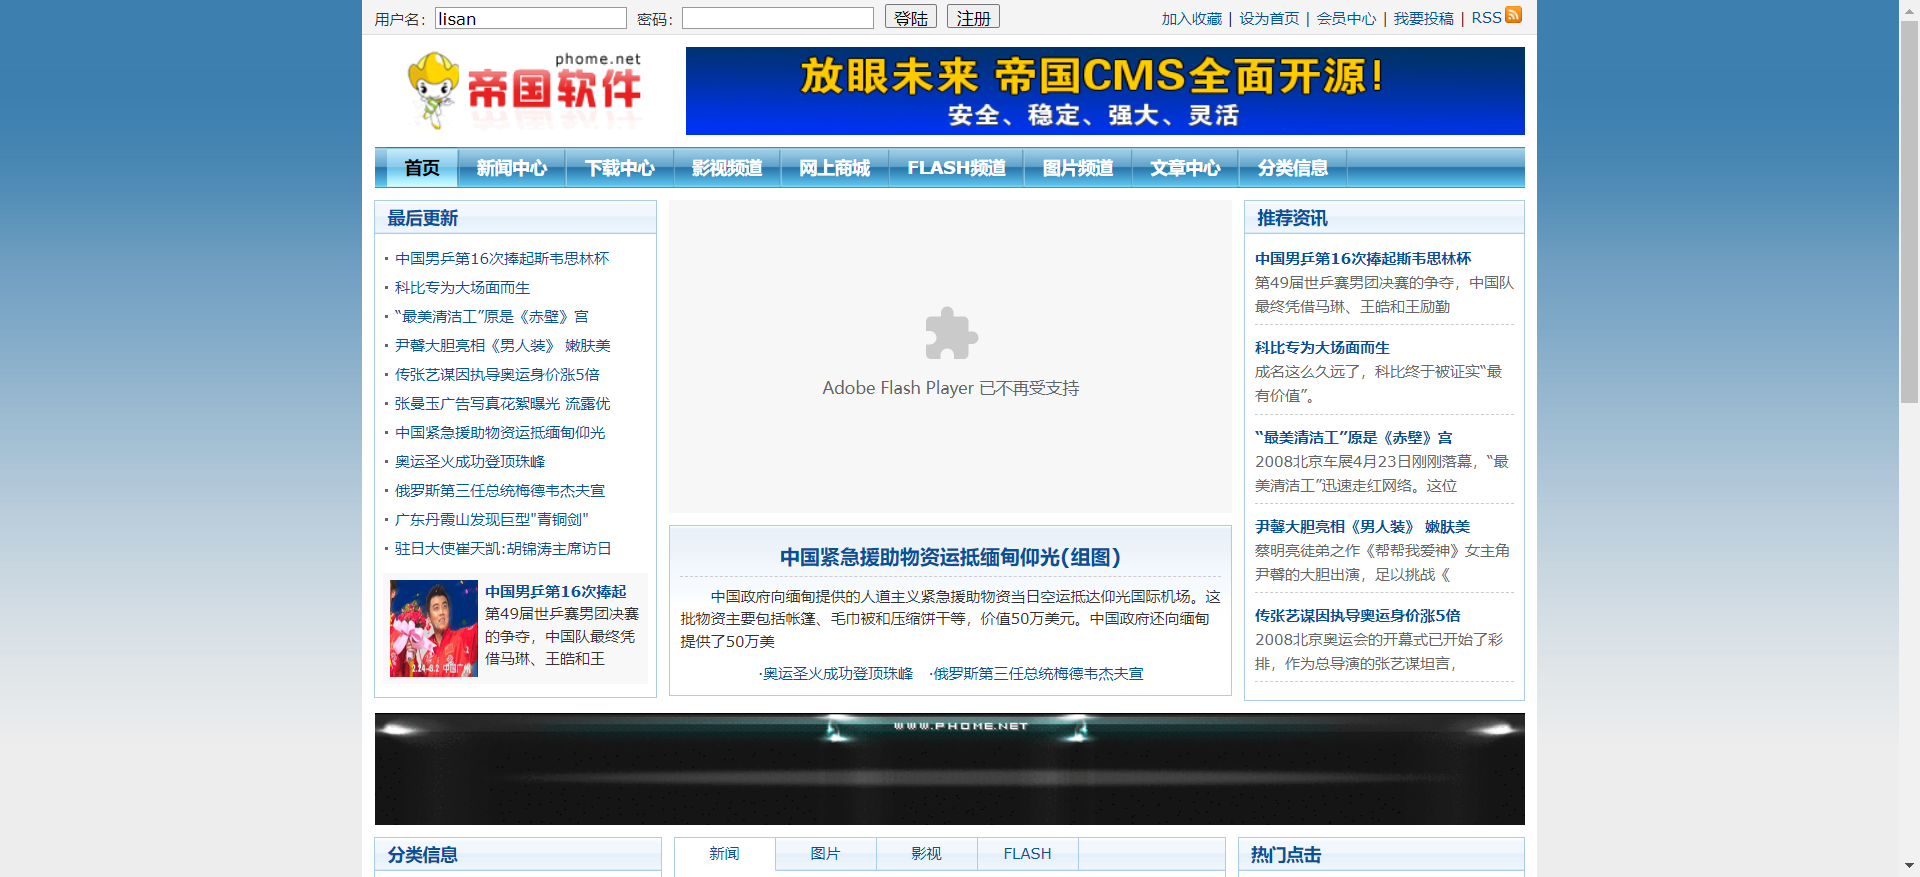 用户名： lisan 密码： 登陆 注册 加入收藏 | 设为首页 | 会员中心 | 我要投稿 | RSS
phome.net
帝国软件
放眼未来 帝国CMS全面开源！
安全、稳定、强大、灵活
首页 新闻中心 下载中心 影视频道 网上商城 FLASH频道 图片频道 文章中心 分类信息
最后更新
· 中国男乒第16次捧起斯韦思林杯
· 科比专为大场面而生
· “最美清洁工”原是《赤壁》宫
· 尹馨大胆亮相《男人装》 嫩肤美
· 传张艺谋因执导奥运身价涨5倍
· 张曼玉广告写真花絮曝光 流露优
· 中国紧急援助物资运抵缅甸仰光
· 奥运圣火成功登顶珠峰
· 俄罗斯第三任总统梅德韦杰夫宣
· 广东丹霞山发现巨型"青铜剑"
· 驻日大使崔天凯:胡锦涛主席访日
2.24-3.2 中国广州
中国男乒第16次捧起
第49届世乒赛男团决赛
的争夺，中国队最终凭
借马琳、王皓和王
Adobe Flash Player 已不再受支持
中国紧急援助物资运抵缅甸仰光(组图)
中国政府向缅甸提供的人道主义紧急援助物资当日空运抵达仰光国际机场。这
批物资主要包括帐篷、毛巾被和压缩饼干等，价值50万美元。中国政府还向缅甸
提供了50万美
·奥运圣火成功登顶珠峰 ·俄罗斯第三任总统梅德韦杰夫宣
推荐资讯
中国男乒第16次捧起斯韦思林杯
第49届世乒赛男团决赛的争夺，中国队
最终凭借马琳、王皓和王励勤
科比专为大场面而生
成名这么久远了，科比终于被证实“最
有价值”。
“最美清洁工”原是《赤壁》宫
2008北京车展4月23日刚刚落幕，“最
美清洁工”迅速走红网络。这位
尹馨大胆亮相《男人装》 嫩肤美
蔡明亮徒弟之作《帮帮我爱神》女主角
尹馨的大胆出演，足以挑战《
传张艺谋因执导奥运身价涨5倍
2008北京奥运会的开幕式已开始了彩
排，作为总导演的张艺谋坦言，
WWW.PHOME.NET
分类信息
新闻 图片 影视 FLASH
热门点击